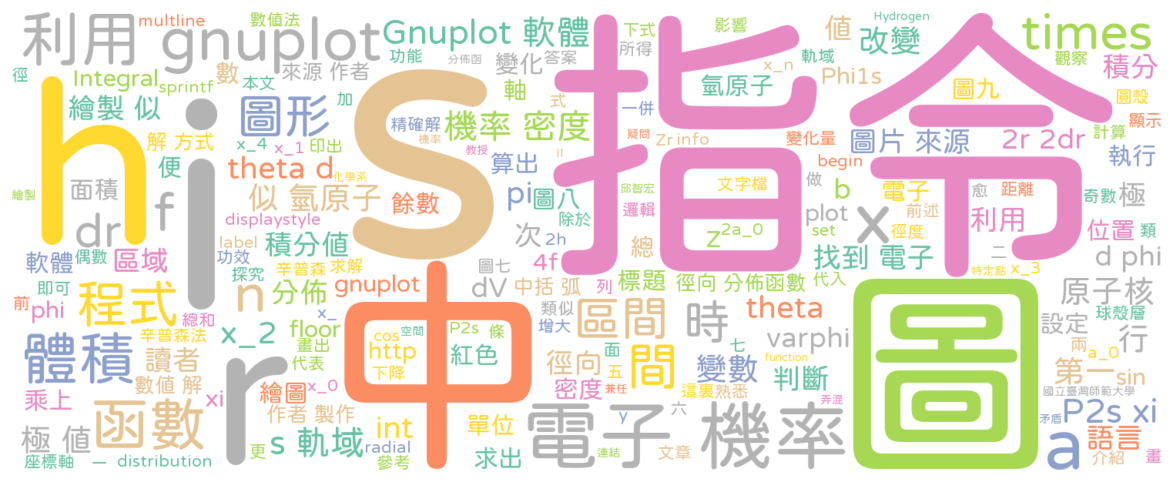 利用 gnuplot
multline
數值法
Gnuplot 軟體
下式
影響
Hydrogen
times
值
改變
徑
Integral
sprintf
數
來源 作者
功能
分佈函
答案
變化
所得
軌域
觀察
積分
繪製 似
本文
加
軸
式
氫原子
x_n
Phi1s
圖九
圓殼
顯示
圖形
精確解
機率 密度
一併
疑問
Zr info
變化量
圖片 來源
2r 2dr
計算
執行
解 方式
x_4
x_1
印出
機率
教授
II
begin
便
theta d
化學系
算出
文字檔
做
電子
愈
距離
奇數
極
繪製
面積
f
似 氫原子
餘數
pi
圖八
邱智宏
邏輯
b
前述
利用
位置
類
h
i
s
指令
dr
displaystyle
除於
z
2a_0
plot
set
x
徑度
軟體
偶數
區域
label
功效
積分值
次
2h
總
找到 電子
二
d phi
即可
探究
辛普森
求解
圖七
4f
列
標題
徑向 分佈函數
代入
特定點
x_3
原子核
前
phi
程式
n
分佈
gnuplot
dV
中括 弧
theta
球殼層
總和
x_2
floor
x_
cos
空間
P2s
條
類似
增大
區間
時
varphi
設定
兩
a_0
行
體積
辛普森法
讀者
畫出
代表
http
下降
紅色
面
五
間
七
變數
function
判斷
第一
sin
數值 解
xi
繪圖
x_0
r
中
徑向
密度
兼任
這裏
熟悉
弄混
圖
國立臺灣師範大學
乘上
函數
作者 製作
int
單位
電子 機率
y
六
矛盾
P2s xi
極 值
更
s 軌域
radial
參考
求出
連結
文章
a
語言
介紹
畫
座標軸
一
distribution